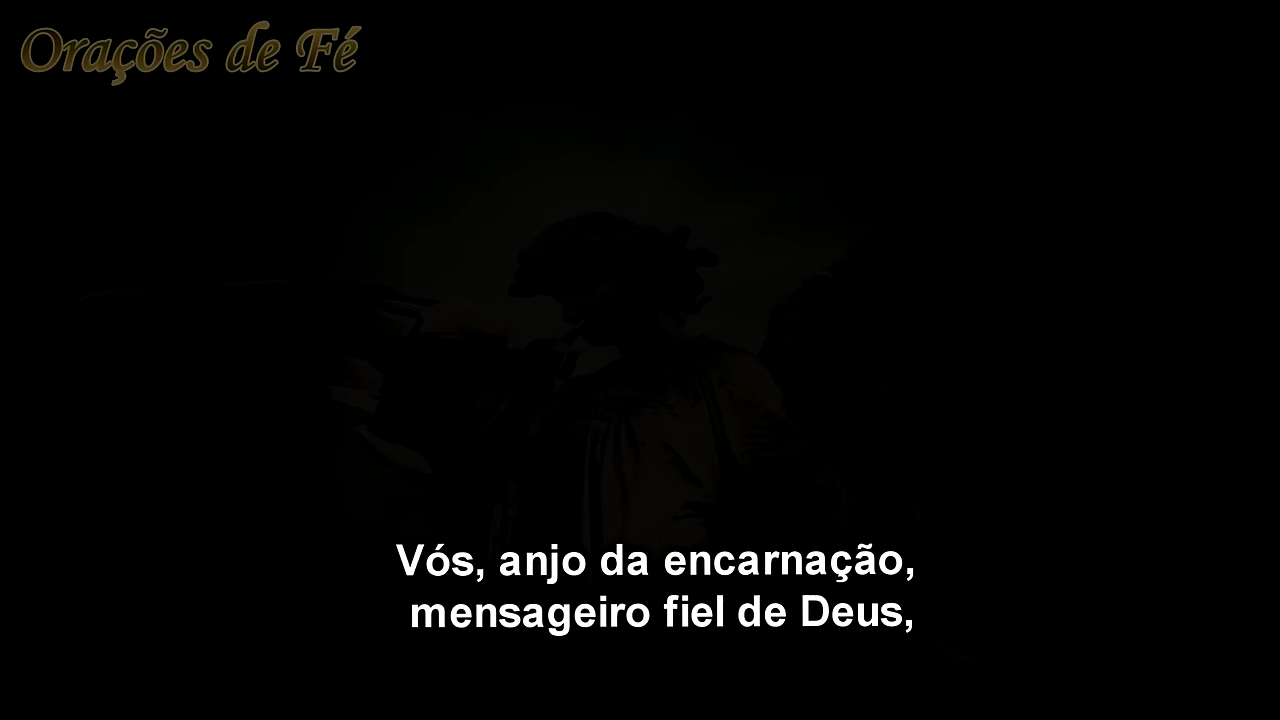 Orações de Fé
Vós, anjo da encarnação,
mensageiro fiel de Deus,